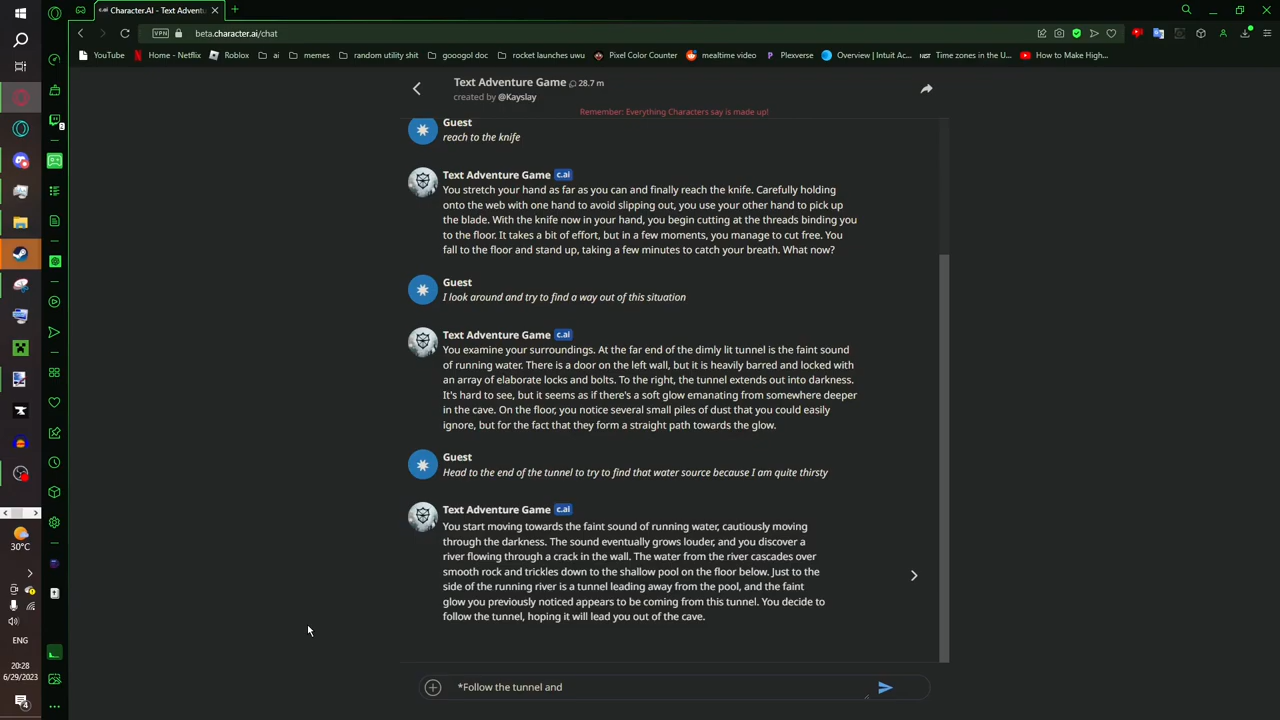 c.ai Character.AI - Text Adventu
VPN beta.character.ai/chat
YouTube Home - Netflix Roblox ai memes random utility shit gooogol doc rocket launches uwu Pixel Color Counter mealtime video Plexverse Overview | Intuit Act... Time zones in the U... How to Make High...
Text Adventure Game 28.7 m
created by @Kayslay
Remember: Everything Characters say is made up!
Guest
reach to the knife
Text Adventure Game c.ai
You stretch your hand as far as you can and finally reach the knife. Carefully holding
onto the web with one hand to avoid slipping out, you use your other hand to pick up
the blade. With the knife now in your hand, you begin cutting at the threads binding you
to the floor. It takes a bit of effort, but in a few moments, you manage to cut free. You
fall to the floor and stand up, taking a few minutes to catch your breath. What now?
Guest
I look around and try to find a way out of this situation
Text Adventure Game c.ai
You examine your surroundings. At the far end of the dimly lit tunnel is the faint sound
of running water. There is a door on the left wall, but it is heavily barred and locked with
an array of elaborate locks and bolts. To the right, the tunnel extends out into darkness.
It's hard to see, but it seems as if there's a soft glow emanating from somewhere deeper
in the cave. On the floor, you notice several small piles of dust that you could easily
ignore, but for the fact that they form a straight path towards the glow.
Guest
Head to the end of the tunnel to try to find that water source because I am quite thirsty
Text Adventure Game c.ai
You start moving towards the faint sound of running water, cautiously moving
through the darkness. The sound eventually grows louder, and you discover a
river flowing through a crack in the wall. The water from the river cascades over
smooth rock and trickles down to the shallow pool on the floor below. Just to the
side of the running river is a tunnel leading away from the pool, and the faint
glow you previously noticed appears to be coming from this tunnel. You decide to
follow the tunnel, hoping it will lead you out of the cave.
*Follow the tunnel and
30°C
ENG
20:28
6/29/2023
4
2